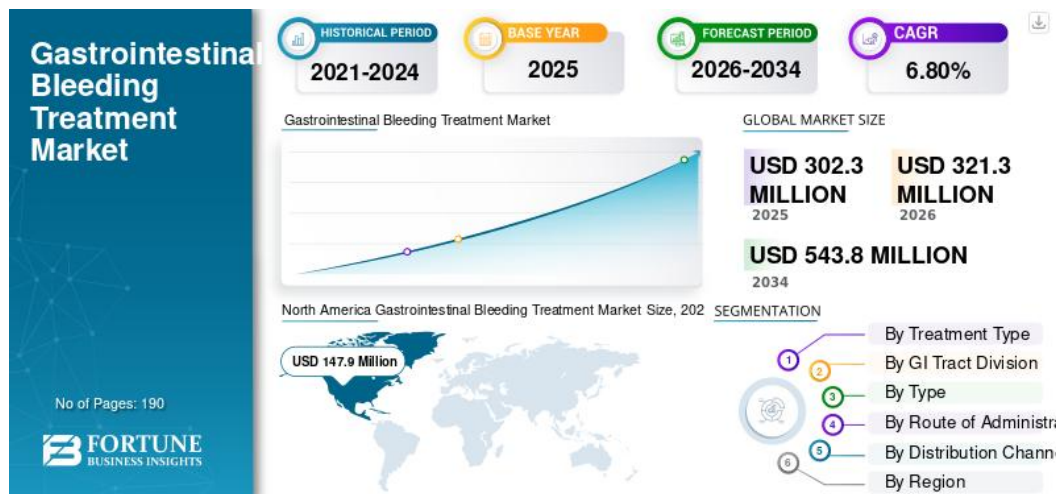 Gastrointestinal
Bleeding
Treatment
Market
No of Pages: 190
FORTUNE
BUSINESS INSIGHTS
HISTORICAL PERIOD
2021-2024
BASE YEAR
2025
FORECAST PERIOD
2026-2034
CAGR
6.80%
Gastrointestinal Bleeding Treatment Market
GLOBAL MARKET SIZE
USD 302.3
MILLION
2025
USD 321.3
MILLION
2026
USD 543.8 MILLION
2034
North America Gastrointestinal Bleeding Treatment Market Size, 202
USD 147.9 Million
SEGMENTATION
1 By Treatment Type
2 By GI Tract Division
3 By Type
4 By Route of Administra
5 By Distribution Channe
6 By Region